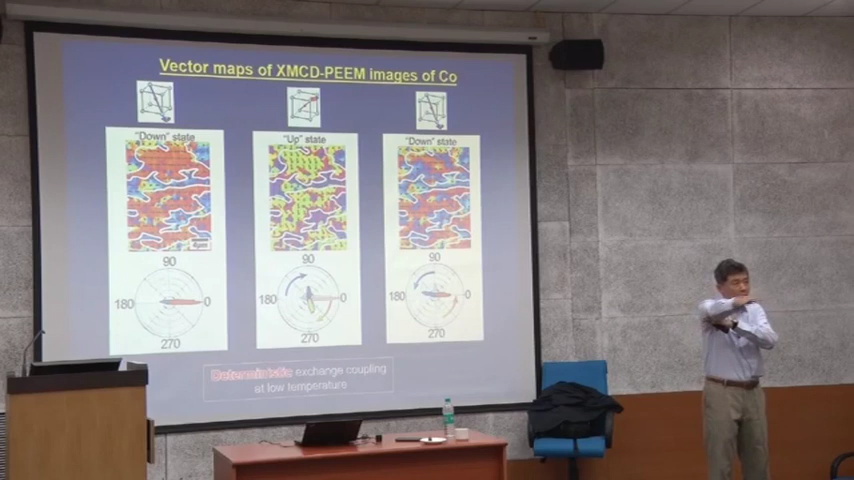 Vector maps of XMCD-PEEM images of Co
"Down" state
"Up" state
"Down" state
90
90
90
180
0
180
0
180
0
270
270
270
Deterministic exchange coupling
at low temperature